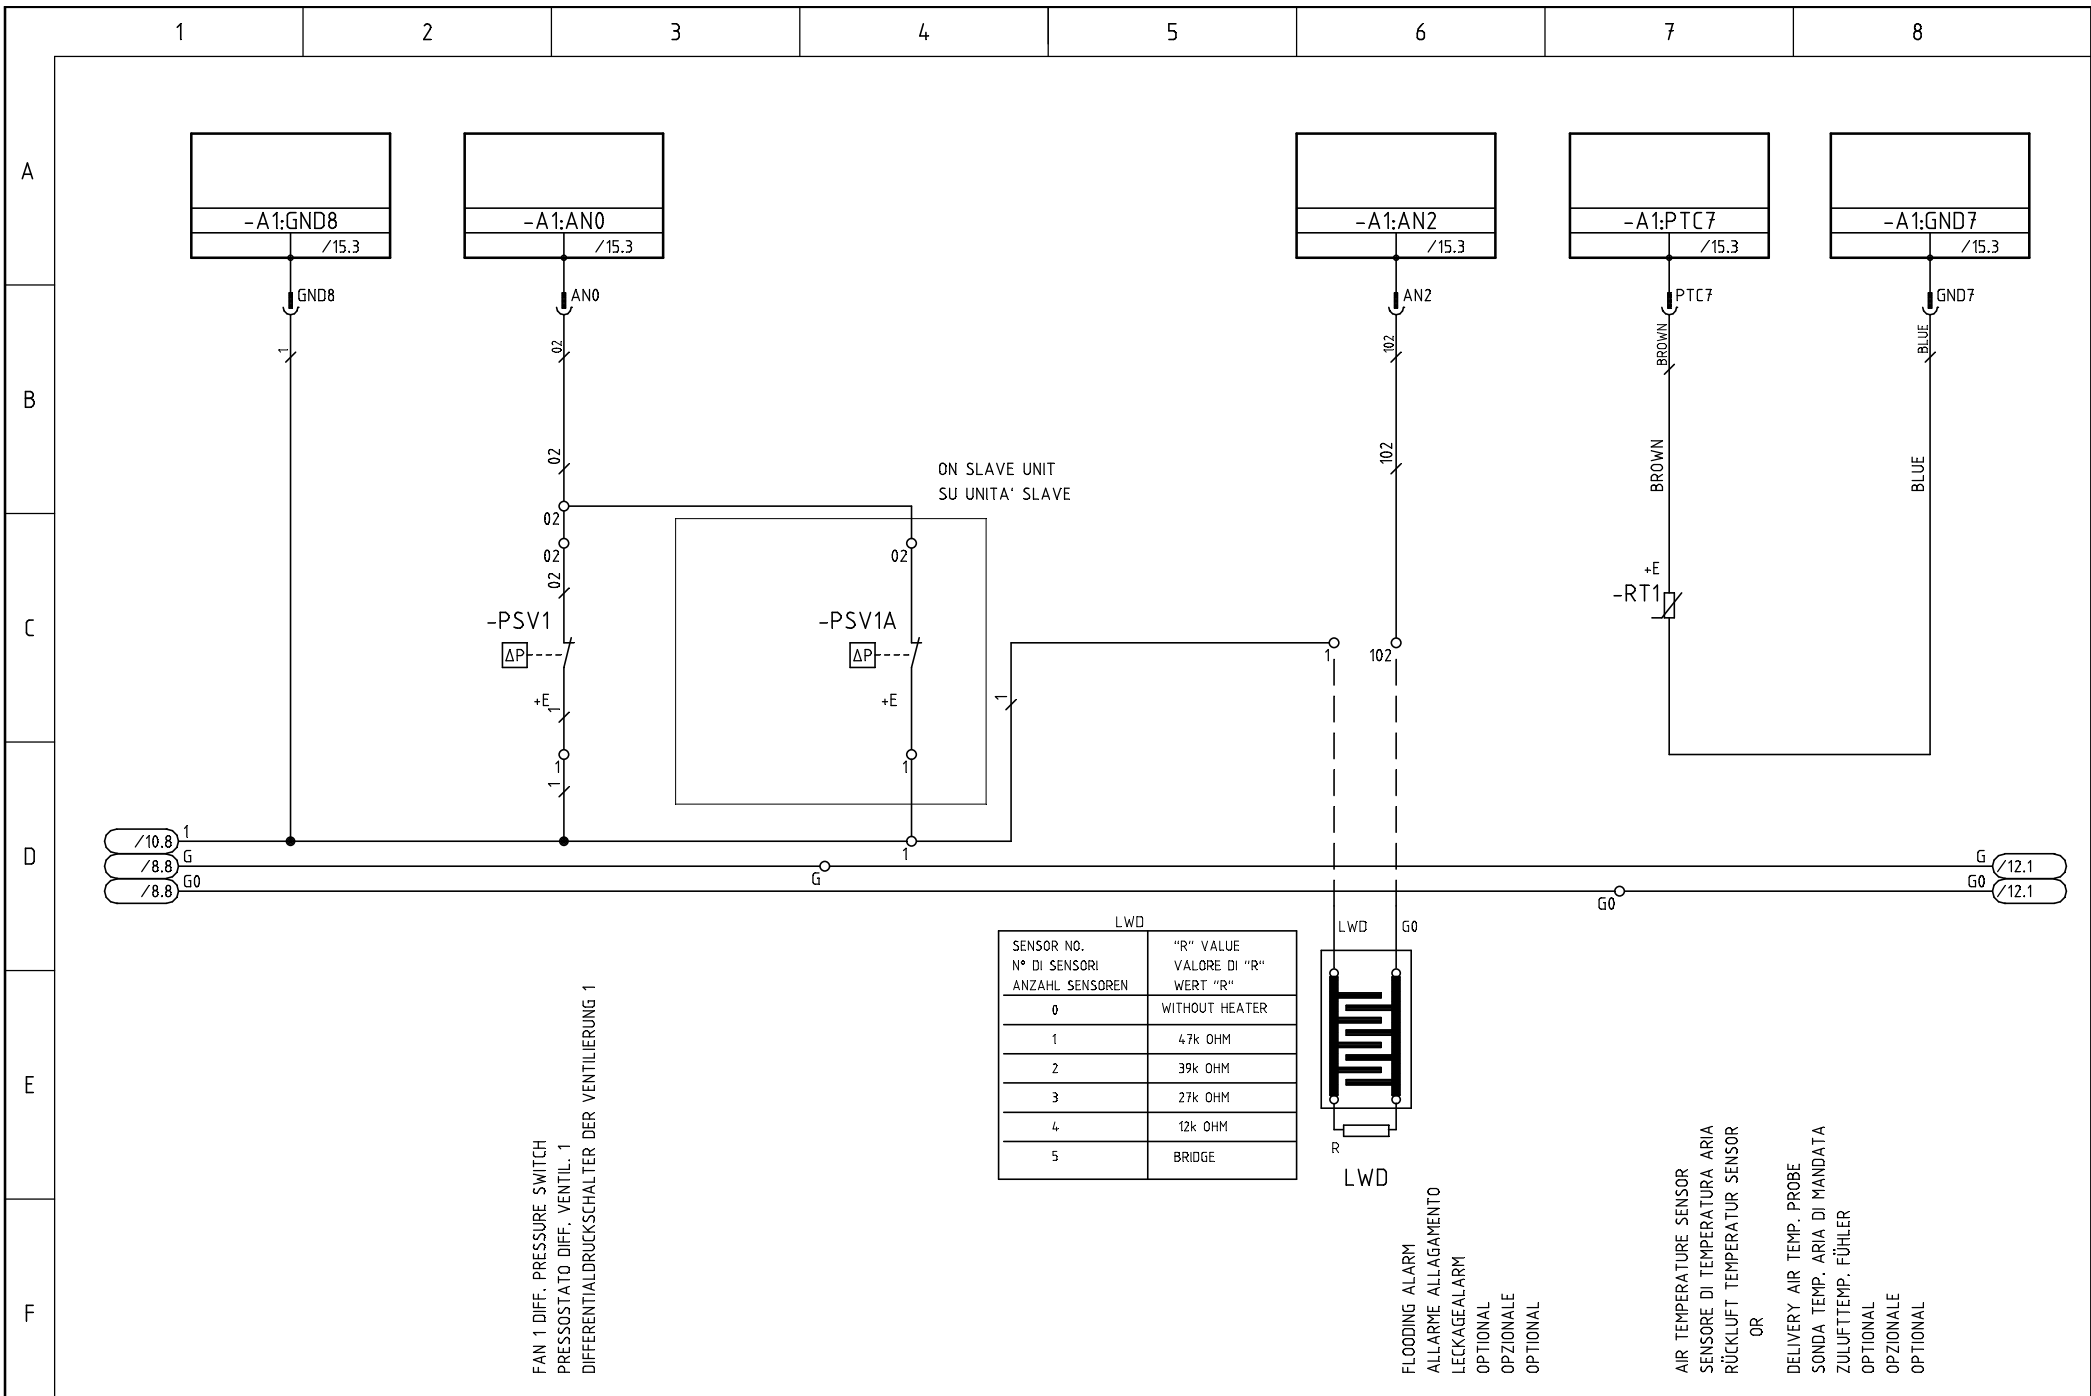 1 2 3 4 5 6 7 8
A
-A1:GND8
/15.3
-A1:AN0
/15.3
-A1:AN2
/15.3
-A1:PTC7
/15.3
-A1:GND7
/15.3
GND8
AN0
AN2
PTC7
GND7
1
02
102
BROWN
BLUE
B
02
ON SLAVE UNIT
SU UNITA' SLAVE
102
BROWN
BLUE
02
02
02
02
C
+E
-RT1
-PSV1
ΔP
+E
1
-PSV1A
ΔP
+E
1
1
102
1
1
1
D
/10.8
1
1
/8.8
G
G
G
/12.1
/8.8
G0
G0
G0
/12.1
LWD
SENSOR NO.
N° DI SENSORI
ANZAHL SENSOREN
"R" VALUE
VALORE DI "R"
WERT "R"
0 WITHOUT HEATER
1 47k OHM
2 39k OHM
3 27k OHM
4 12k OHM
5 BRIDGE
LWD
G0
R
LWD
E
F
FAN 1 DIFF. PRESSURE SWITCH
PRESSOSTATO DIFF. VENTIL. 1
DIFFERENTIALDRUCKSCHALTER DER VENTILIERUNG 1
FLOODING ALARM
ALLARME ALLAGAMENTO
LECKAGEALARM
OPTIONAL
OPZIONALE
OPTIONAL
AIR TEMPERATURE SENSOR
SENSORE DI TEMPERATURA ARIA
RÜCKLUFT TEMPERATUR SENSOR
OR
DELIVERY AIR TEMP. PROBE
SONDA TEMP. ARIA DI MANDATA
ZULUFTTEMP. FÜHLER
OPTIONAL
OPZIONALE
OPTIONAL